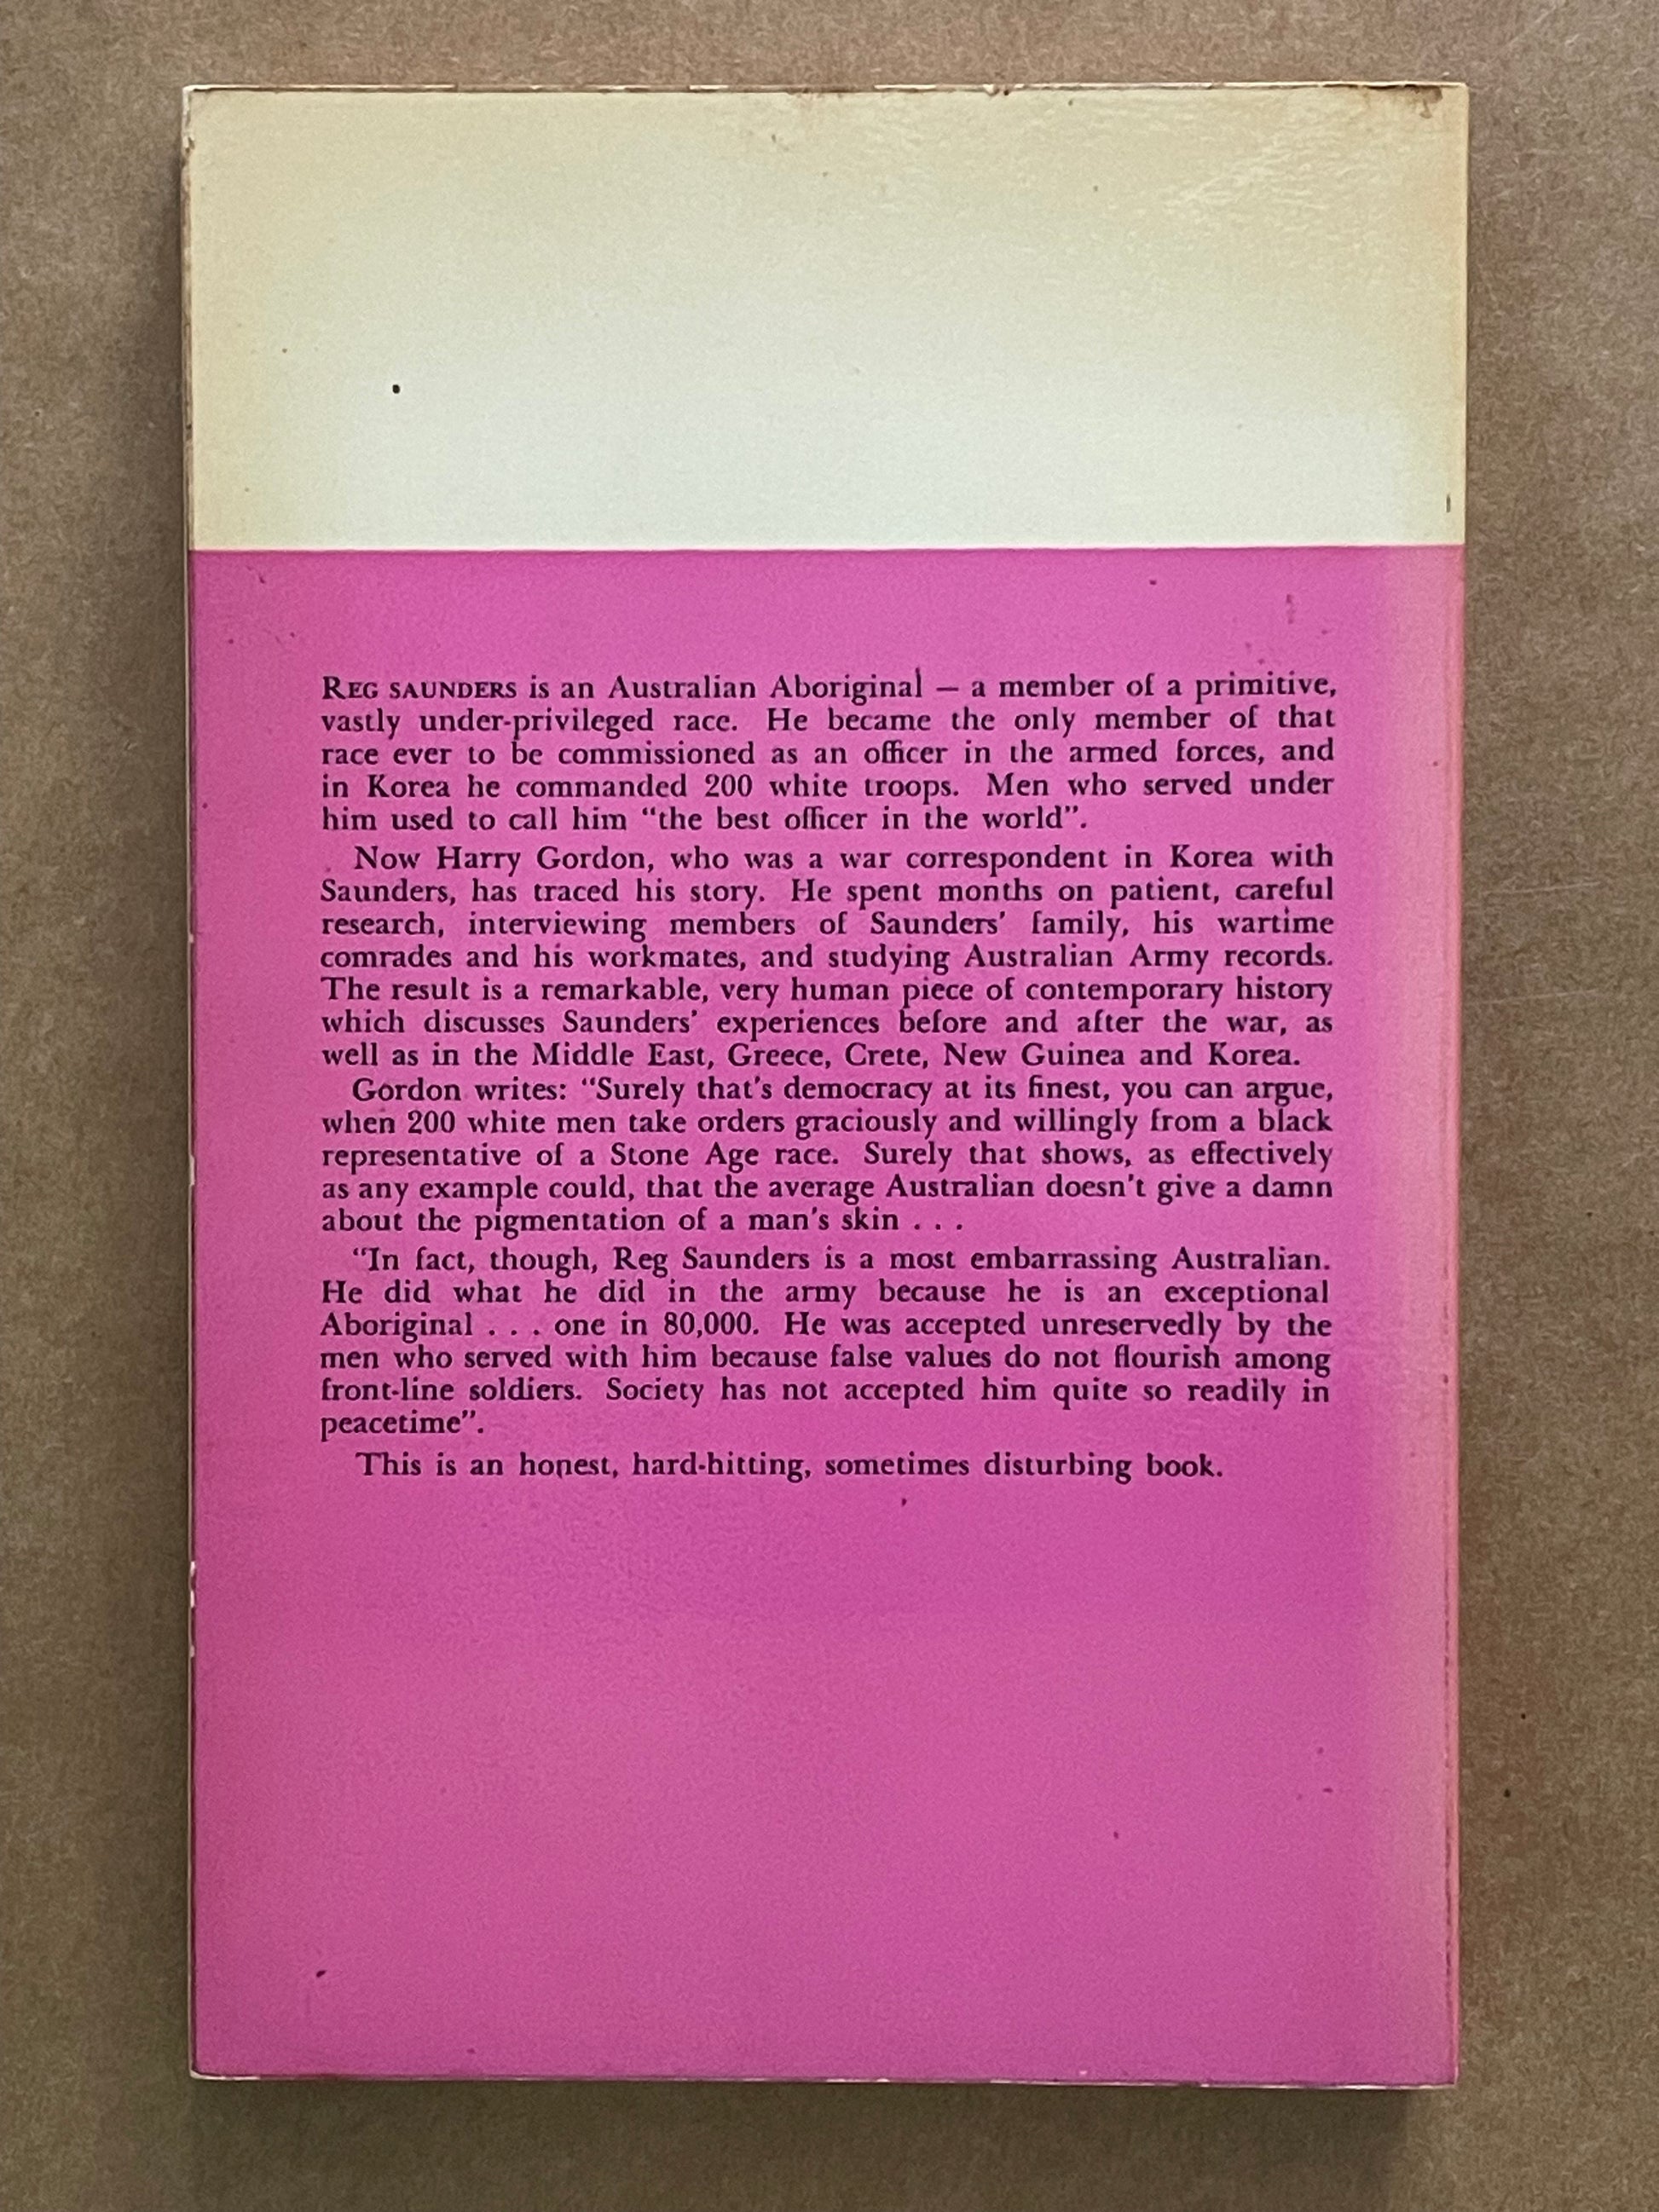 REG SAUNDERS is an Australian Aboriginal — a member of a primitive,
vastly under-privileged race. He became the only member of that
race ever to be commissioned as an officer in the armed forces, and
in Korea he commanded 200 white troops. Men who served under
him used to call him “the best officer in the world”.
Now Harry Gordon, who was a war correspondent in Korea with
Saunders, has traced his story. He spent months on patient, careful
research, interviewing members of Saunders’ family, his wartime
comrades and his workmates, and studying Australian Army records.
The result is a remarkable, very human piece of contemporary history
which discusses Saunders’ experiences before and after the war, as
well as in the Middle East, Greece, Crete, New Guinea and Korea.
Gordon writes: “Surely that’s democracy at its finest, you can argue,
when 200 white men take orders graciously and willingly from a black
representative of a Stone Age race. Surely that shows, as effectively
as any example could, that the average Australian doesn’t give a damn
about the pigmentation of a man’s skin . . .
“In fact, though, Reg Saunders is a most embarrassing Australian.
He did what he did in the army because he is an exceptional
Aboriginal . . . one in 80,000. He was accepted unreservedly by the
men who served with him because false values do not flourish among
front-line soldiers. Society has not accepted him quite so readily in
peacetime”.
This is an honest, hard-hitting, sometimes disturbing book.